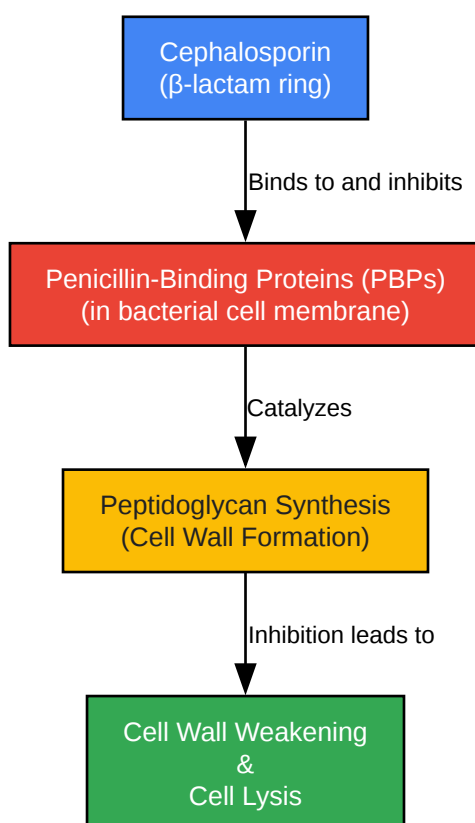 Cephalosporin
(β-lactam ring)
Binds to and inhibits
Penicillin-Binding Proteins (PBPs)
(in bacterial cell membrane)
Catalyzes
Peptidoglycan Synthesis
(Cell Wall Formation)
Inhibition leads to
Cell Wall Weakening
&
Cell Lysis